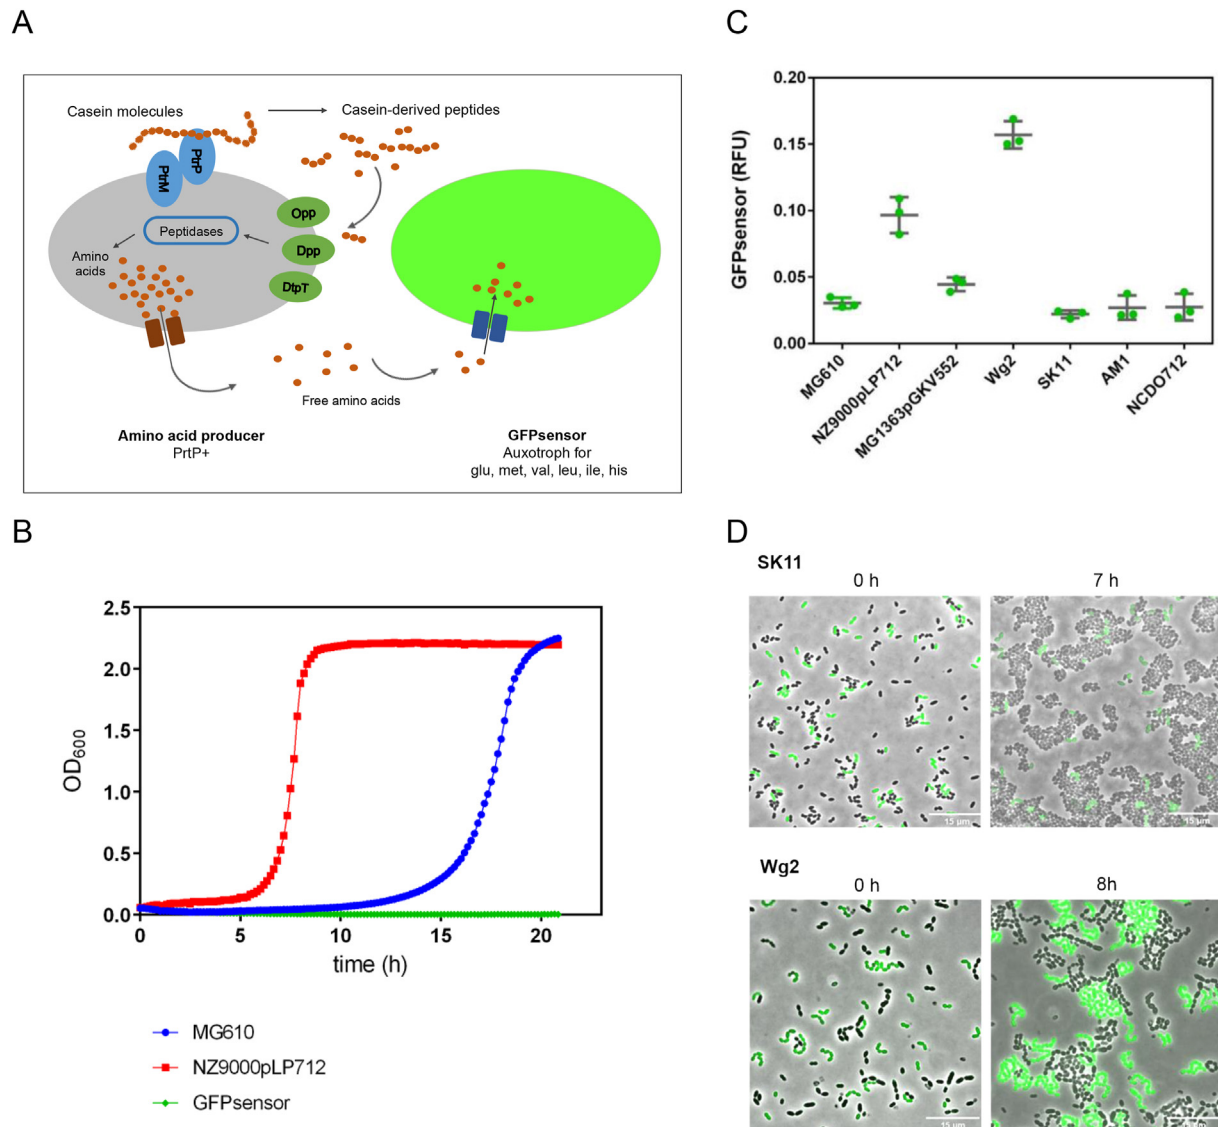 A
Casein molecules
Casein-derived peptides
PtrP
PtrM
Opp
Dpp
DtpT
Peptidases
Amino
acids
Free amino acids
Amino acid producer
PrtP+
GFPsensor
Auxotroph for
glu, met, val, leu, ile, his
B
2.5
2.0
1.5
1.0
0.5
0.0
OD600
0 5 10 15 20
time (h)
MG610
NZ9000pLP712
GFPsensor
C
0.20
0.15
0.10
0.05
0.00
GFPsensor (RFU)
MG610
NZ9000pLP712
MG1363pGKV552
Wg2
SK11
AM1
NCDO712
D
SK11
0 h
7 h
15 µm
15 µm
Wg2
0 h
8h
15 µm